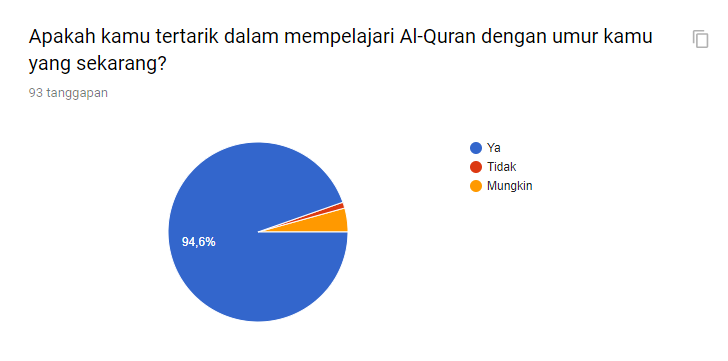 Apakah kamu tertarik dalam mempelajari Al-Quran dengan umur kamu
yang sekarang?
93 tanggapan
Ya
Tidak
Mungkin
94,6%